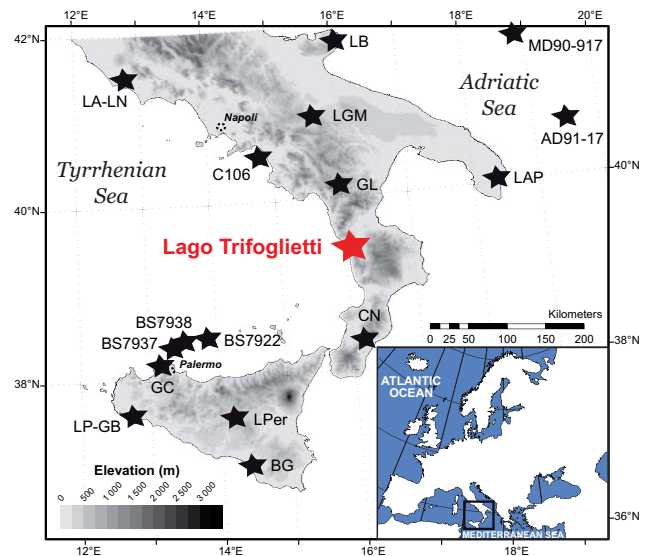 12°E 14°E 16°E 18°E 20°E
42°N
LB
MD90-917
Adriatic
Sea
LA-LN
Napoli
LGM
AD91-17
Tyrrhenian
Sea
C106
GL
LAP
40°N
40°N
Lago Trifoglietti
CN
Kilometers
0 25 50 100 150 200
BS7938
BS7937
BS7922
38°N
Palermo
GC
38°N
ATLANTIC
OCEAN
LP-GB
LPer
BG
Elevation (m)
0 500 1 000 1 500 2 000 2 500 3 000
36°N
MEDITERRANEAN SEA
12°E 14°E 16°E 18°E